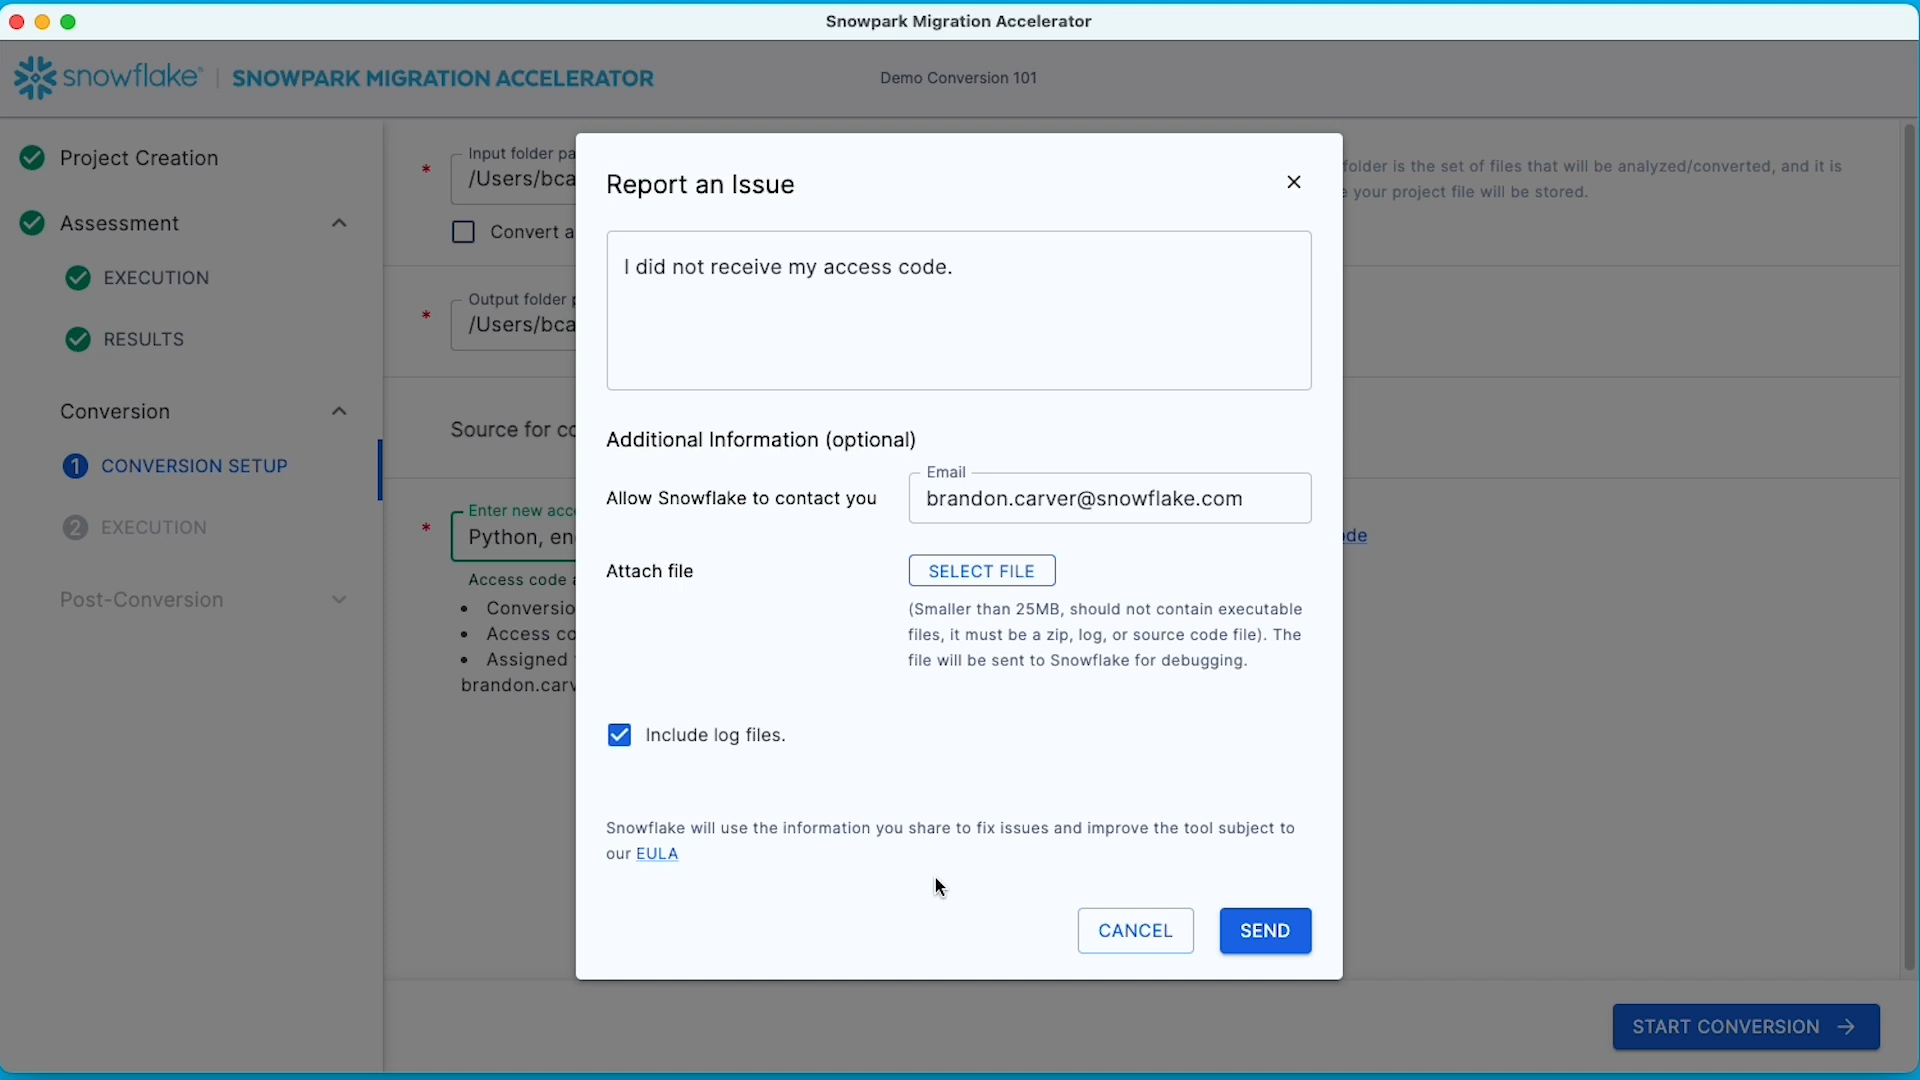 Snowpark Migration Accelerator
snowflake | SNOWPARK MIGRATION ACCELERATOR
Demo Conversion 101
Project Creation
Assessment
EXECUTION
RESULTS
Conversion
1 CONVERSION SETUP
2 EXECUTION
Post-Conversion
* Input folder pa
/Users/bca
folder is the set of files that will be analyzed/converted, and it is
your project file will be stored.
Convert a
* Output folder p
/Users/bca
Source for co
* Enter new acce
Python, en
ode
Access code a
• Conversio
• Access co
• Assigned
brandon.carv
Report an Issue
I did not receive my access code.
Additional Information (optional)
Allow Snowflake to contact you
Email
brandon.carver@snowflake.com
Attach file
SELECT FILE
(Smaller than 25MB, should not contain executable
files, it must be a zip, log, or source code file). The
file will be sent to Snowflake for debugging.
Include log files.
Snowflake will use the information you share to fix issues and improve the tool subject to
our EULA
CANCEL
SEND
START CONVERSION